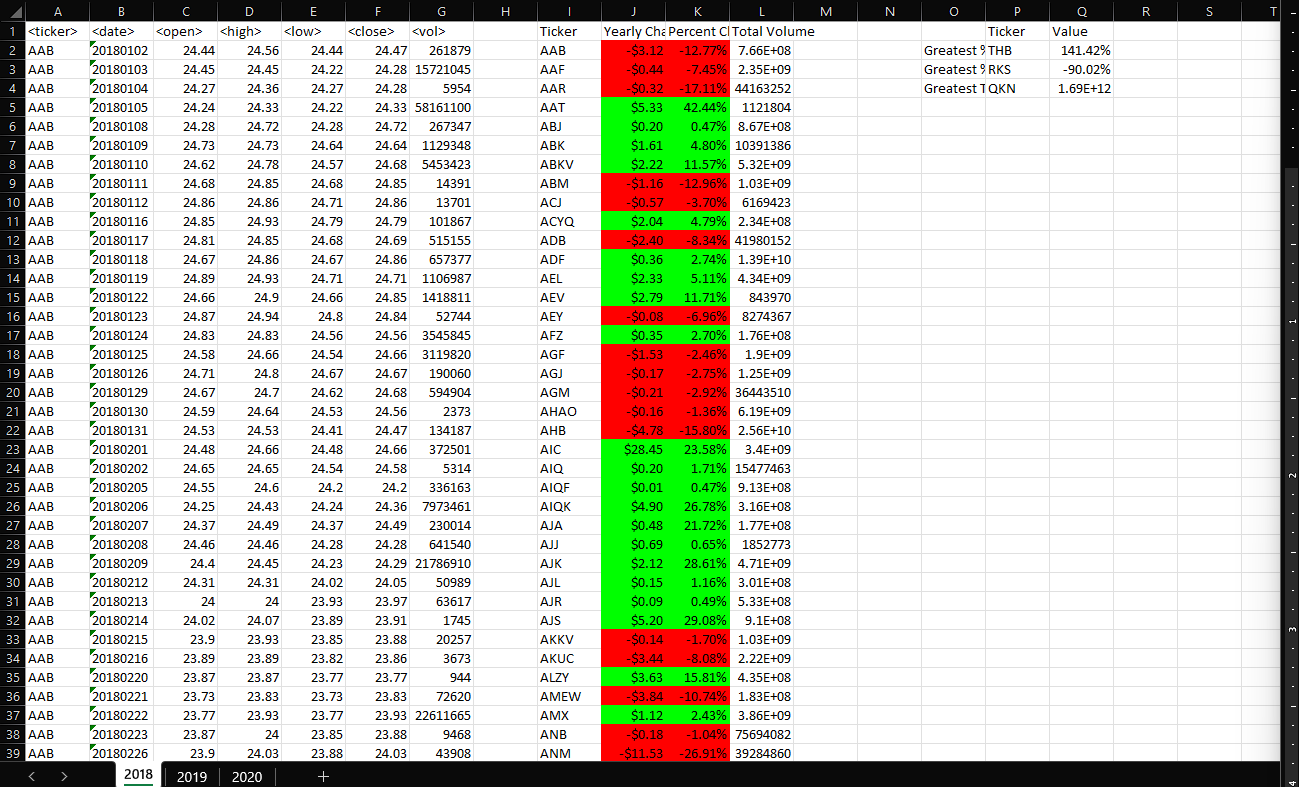 A B C D E F G H I J K L M N O P Q R S T
1 <ticker> <date> <open> <high> <low> <close> <vol> Ticker Yearly Cha Percent Cl Total Volume Ticker Value
2 AAB 20180102 24.44 24.56 24.44 24.47 261879 AAB -$3.12 -12.77% 7.66E+08 Greatest % THB 141.42%
3 AAB 20180103 24.45 24.45 24.22 24.28 15721045 AAF -$0.44 -7.45% 2.35E+09 Greatest % RKS -90.02%
4 AAB 20180104 24.27 24.36 24.27 24.28 5954 AAR -$0.32 -17.11% 44163252 Greatest T QKN 1.69E+12
5 AAB 20180105 24.24 24.33 24.22 24.33 58161100 AAT $5.33 42.44% 1121804
6 AAB 20180108 24.28 24.72 24.28 24.72 267347 ABJ $0.20 0.47% 8.67E+08
7 AAB 20180109 24.73 24.73 24.64 24.64 1129348 ABK $1.61 4.80% 10391386
8 AAB 20180110 24.62 24.78 24.57 24.68 5453423 ABKV $2.22 11.57% 5.32E+09
9 AAB 20180111 24.68 24.85 24.68 24.85 14391 ABM -$1.16 -12.96% 1.03E+09
10 AAB 20180112 24.86 24.86 24.71 24.86 13701 ACJ -$0.57 -3.70% 6169423
11 AAB 20180116 24.85 24.93 24.79 24.79 101867 ACYQ $2.04 4.79% 2.34E+08
12 AAB 20180117 24.81 24.85 24.68 24.69 515155 ADB -$2.40 -8.34% 41980152
13 AAB 20180118 24.67 24.86 24.67 24.86 657377 ADF $0.36 2.74% 1.39E+10
14 AAB 20180119 24.89 24.93 24.71 24.71 1106987 AEL $2.33 5.11% 4.34E+09
15 AAB 20180122 24.66 24.9 24.66 24.85 1418811 AEV $2.79 11.71% 843970
16 AAB 20180123 24.87 24.94 24.8 24.84 52744 AEY -$0.08 -6.96% 8274367
17 AAB 20180124 24.83 24.83 24.56 24.56 3545845 AFZ $0.35 2.70% 1.76E+08
18 AAB 20180125 24.58 24.66 24.54 24.66 3119820 AGF -$1.53 -2.46% 1.9E+09
19 AAB 20180126 24.71 24.8 24.67 24.67 190060 AGJ -$0.17 -2.75% 1.25E+09
20 AAB 20180129 24.67 24.7 24.62 24.68 594904 AGM -$0.21 -2.92% 36443510
21 AAB 20180130 24.59 24.64 24.53 24.56 2373 AHAO -$0.16 -1.36% 6.19E+09
22 AAB 20180131 24.53 24.53 24.41 24.47 134187 AHB -$4.78 -15.80% 2.56E+10
23 AAB 20180201 24.48 24.66 24.48 24.66 372501 AIC $28.45 23.58% 3.4E+09
24 AAB 20180202 24.65 24.65 24.54 24.58 5314 AIQ $0.20 1.71% 15477463
25 AAB 20180205 24.55 24.6 24.2 24.2 336163 AIQF $0.01 0.47% 9.13E+08
26 AAB 20180206 24.25 24.43 24.24 24.36 7973461 AIQK $4.90 26.78% 3.16E+08
27 AAB 20180207 24.37 24.49 24.37 24.49 230014 AJA $0.48 21.72% 1.77E+08
28 AAB 20180208 24.46 24.46 24.28 24.28 641540 AJJ $0.69 0.65% 1852773
29 AAB 20180209 24.4 24.45 24.23 24.29 21786910 AJK $2.12 28.61% 4.71E+09
30 AAB 20180212 24.31 24.31 24.02 24.05 50989 AJL $0.15 1.16% 3.01E+08
31 AAB 20180213 24 24 23.93 23.97 63617 AJR $0.09 0.49% 5.33E+08
32 AAB 20180214 24.02 24.07 23.89 23.91 1745 AJS $5.20 29.08% 9.1E+08
33 AAB 20180215 23.9 23.93 23.85 23.88 20257 AKKV -$0.14 -1.70% 1.03E+09
34 AAB 20180216 23.89 23.89 23.82 23.86 3673 AKUC -$3.44 -8.08% 2.22E+09
35 AAB 20180220 23.87 23.87 23.77 23.77 944 ALZY $3.63 15.81% 4.35E+08
36 AAB 20180221 23.73 23.83 23.73 23.83 72620 AMEW -$3.84 -10.74% 1.83E+08
37 AAB 20180222 23.77 23.93 23.77 23.93 22611665 AMX $1.12 2.43% 3.86E+09
38 AAB 20180223 23.87 24 23.85 23.88 9468 ANB -$0.18 -1.04% 75694082
39 AAB 20180226 23.9 24.03 23.88 24.03 43908 ANM -$11.53 -26.91% 39284860
2018 2019 2020 +
1
2
3
4